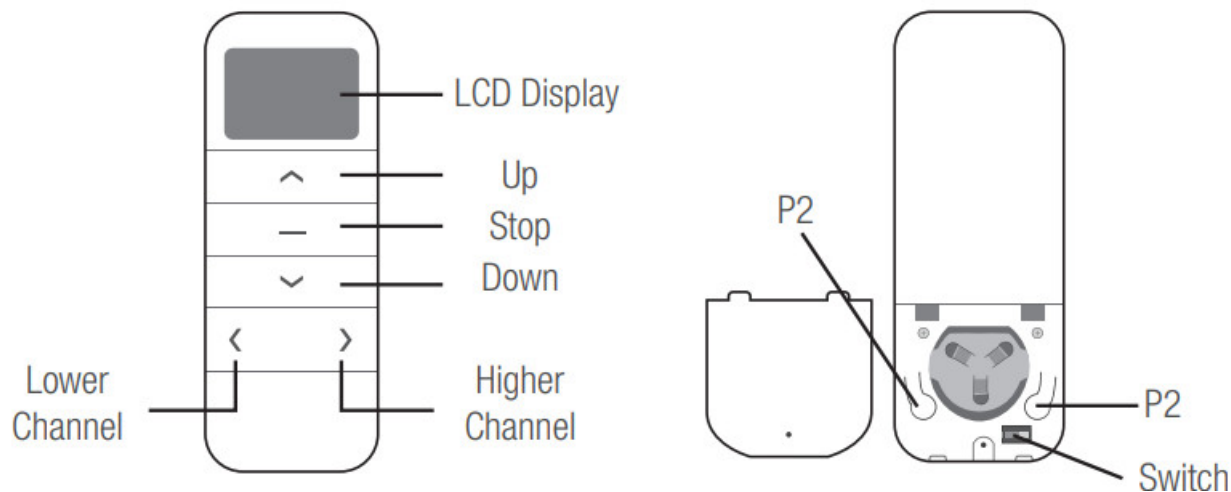 LCD Display
Up
Stop
Down
Lower
Channel
Higher
Channel
P2
P2
Switch